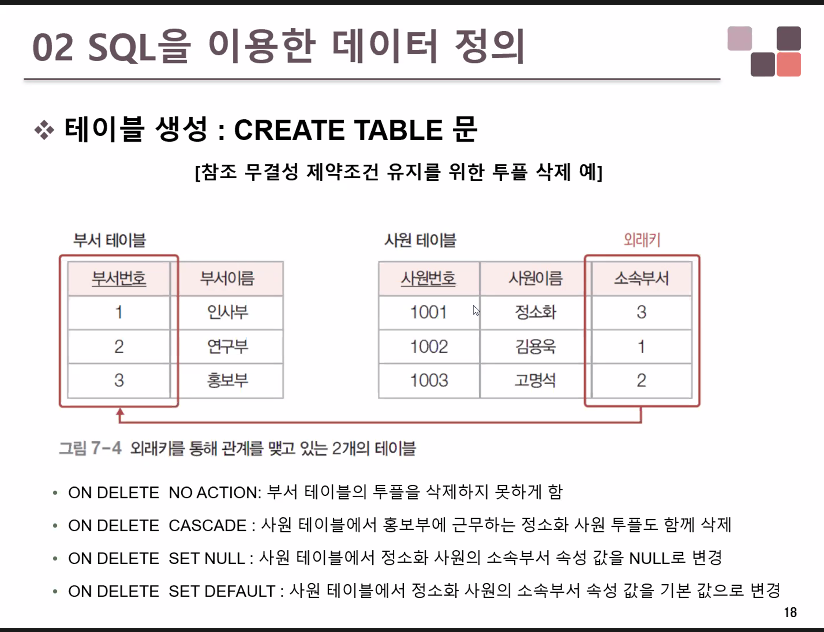 02 SQL을 이용한 데이터 정의
테이블 생성 : CREATE TABLE 문
[참조 무결성 제약조건 유지를 위한 투플 삭제 예]
부서 테이블
부서번호 부서이름
1 인사부
2 연구부
3 홍보부
사원 테이블 외래키
사원번호 사원이름 소속부서
1001 정소화 3
1002 김용욱 1
1003 고명석 2
그림 7-4 외래키를 통해 관계를 맺고 있는 2개의 테이블
• ON DELETE NO ACTION: 부서 테이블의 투플을 삭제하지 못하게 함
• ON DELETE CASCADE : 사원 테이블에서 홍보부에 근무하는 정소화 사원 투플도 함께 삭제
• ON DELETE SET NULL : 사원 테이블에서 정소화 사원의 소속부서 속성 값을 NULL로 변경
• ON DELETE SET DEFAULT : 사원 테이블에서 정소화 사원의 소속부서 속성 값을 기본 값으로 변경
18